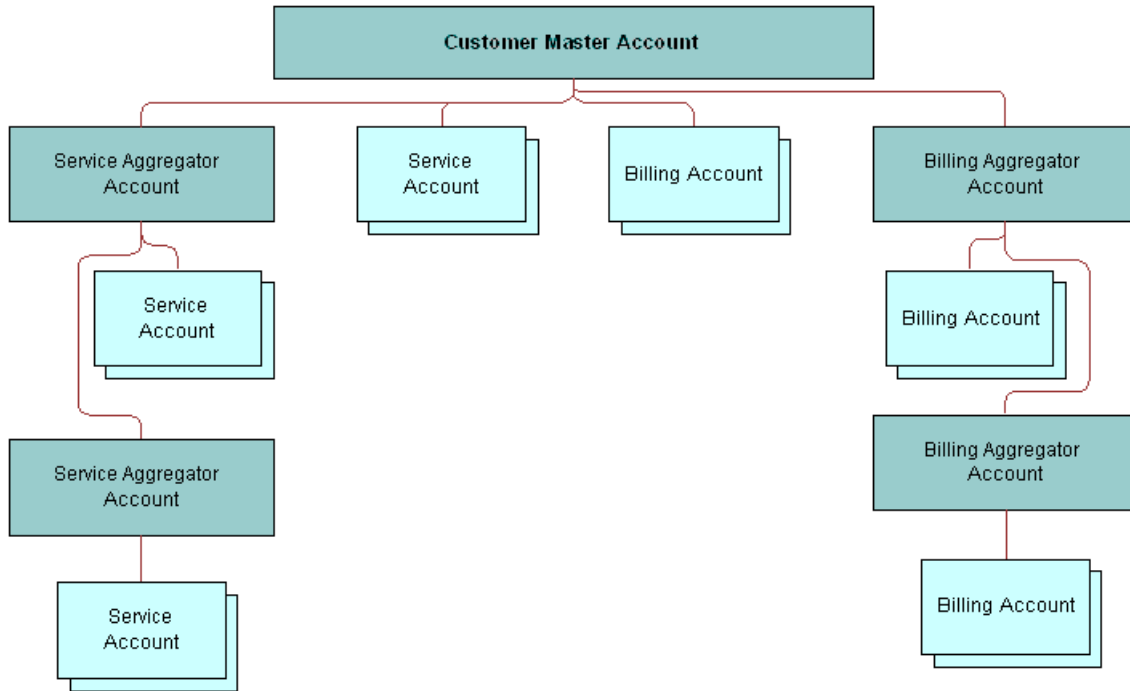 Customer Master Account
Service Aggregator
Account
Service
Account
Billing Account
Billing Aggregator
Account
Service
Account
Billing Account
Service Aggregator
Account
Billing Aggregator
Account
Service
Account
Billing Account